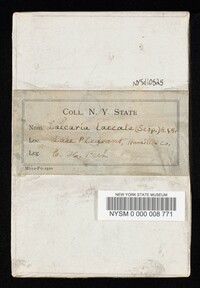 COLL. N. Y. STATE
Name Laccaria laccata (Scop.)
Loc. Lake Pleasant, Hamilton Co.
Leg. C. H. Peck
NEW YORK STATE MUSEUM
NYSM 0 000 008 771